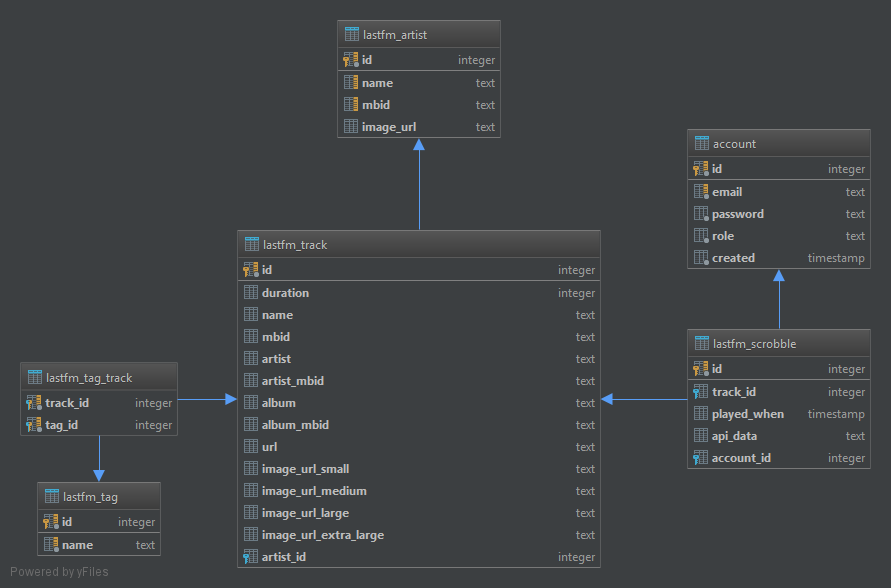 lastfm_artist
id integer
name text
mbid text
image_url text
account
id integer
email text
password text
role text
created timestamp
lastfm_track
id integer
duration integer
name text
mbid text
artist text
artist_mbid text
album text
album_mbid text
url text
image_url_small text
image_url_medium text
image_url_large text
image_url_extra_large text
artist_id integer
lastfm_scrobble
id integer
track_id integer
played_when timestamp
api_data text
account_id integer
lastfm_tag_track
track_id integer
tag_id integer
lastfm_tag
id integer
name text
Powered by yFiles